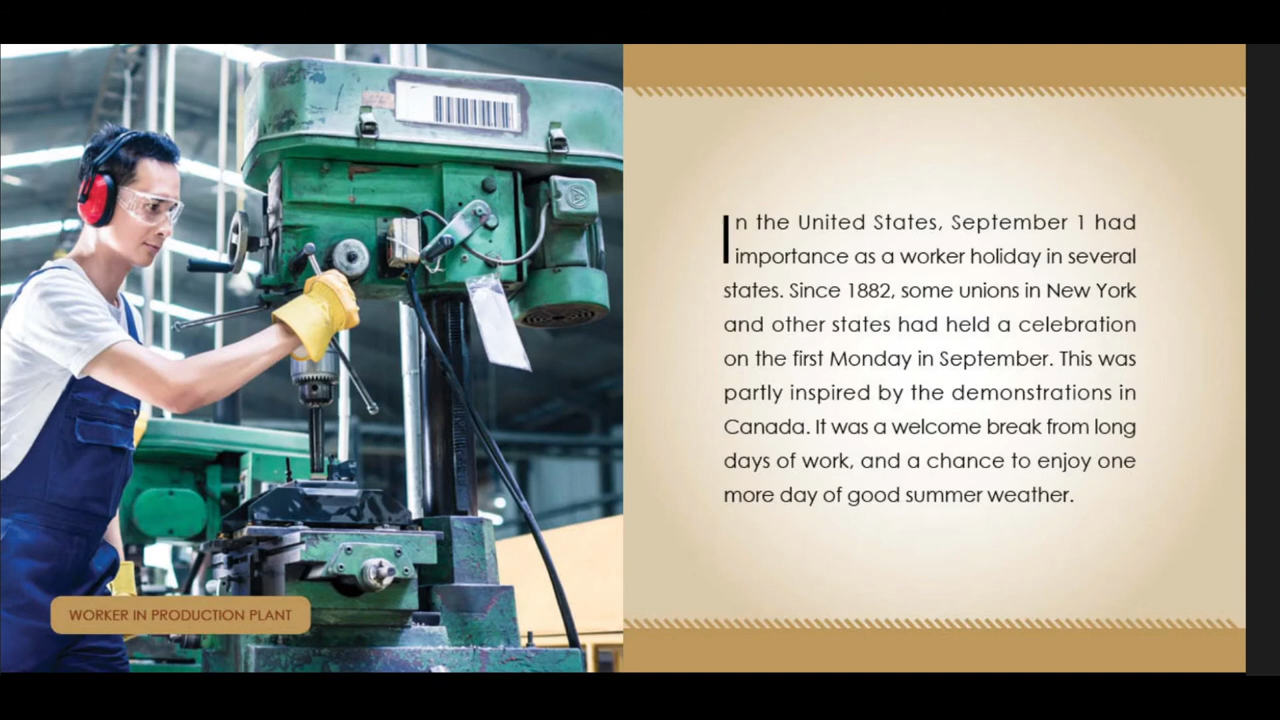 In the United States, September 1 had
importance as a worker holiday in several
states. Since 1882, some unions in New York
and other states had held a celebration
on the first Monday in September. This was
partly inspired by the demonstrations in
Canada. It was a welcome break from long
days of work, and a chance to enjoy one
more day of good summer weather.
WORKER IN PRODUCTION PLANT